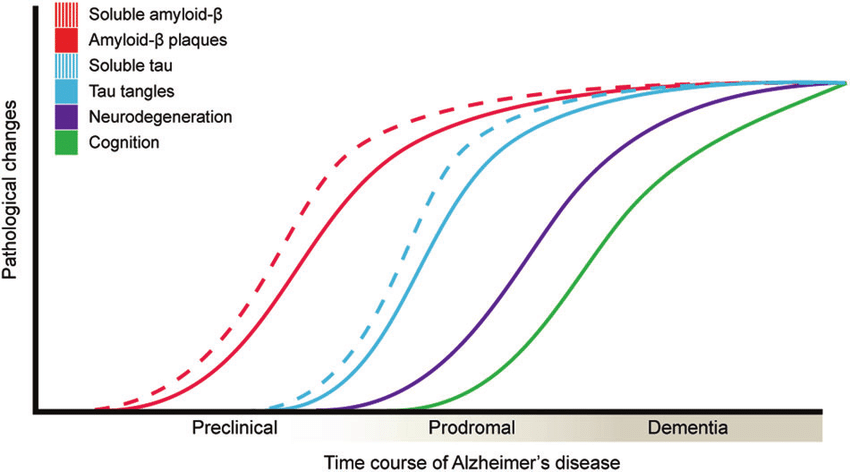 Soluble amyloid-β
Amyloid-β plaques
Soluble tau
Tau tangles
Neurodegeneration
Cognition
Pathological changes
Preclinical Prodromal Dementia
Time course of Alzheimer's disease